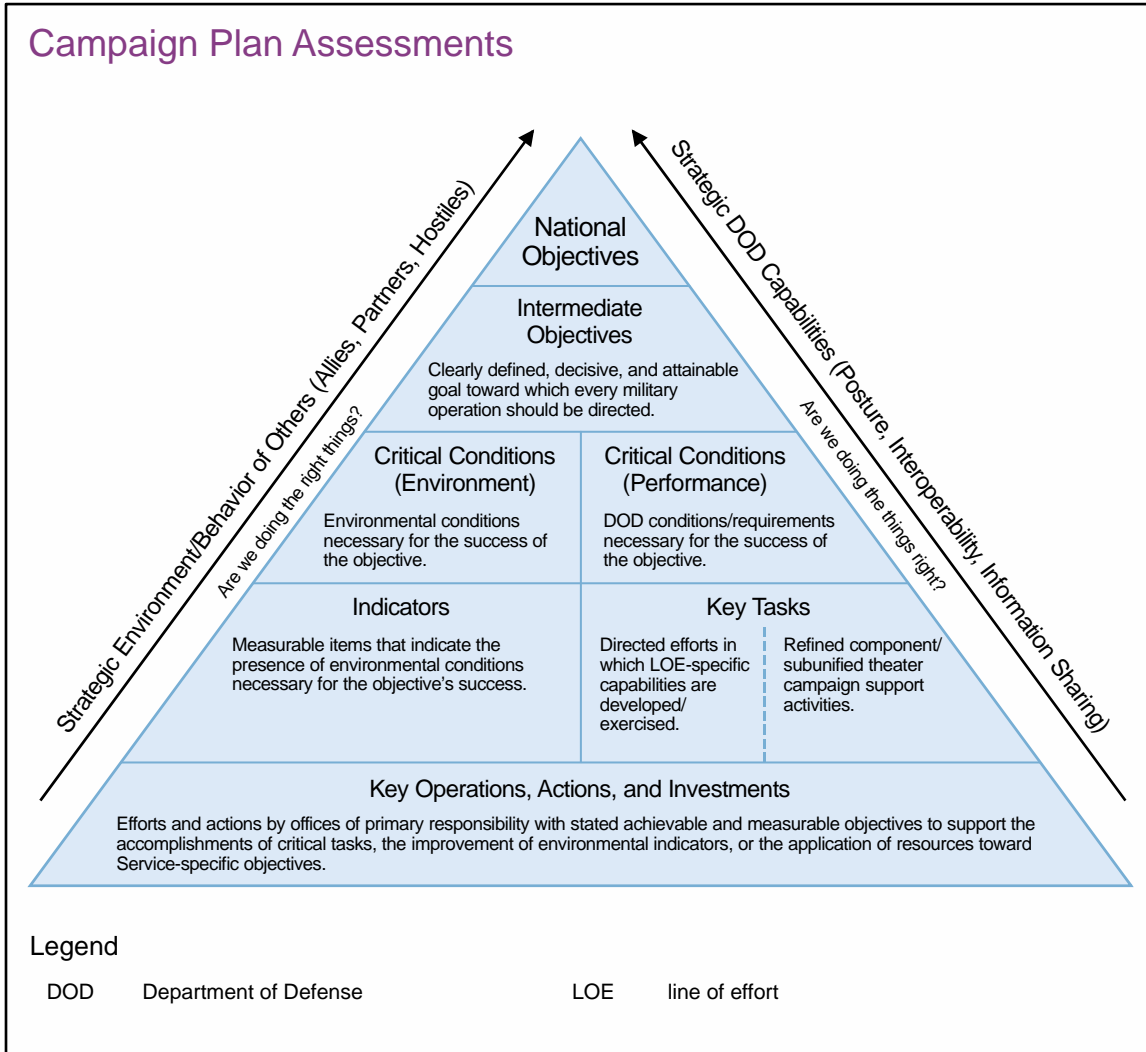 Campaign Plan Assessments
Strategic Environment/Behavior of Others (Allies, Partners, Hostiles)
Are we doing the right things?
Strategic DOD Capabilities (Posture, Interoperability, Information Sharing)
Are we doing the things right?
National
Objectives
Intermediate
Objectives
Clearly defined, decisive, and attainable
goal toward which every military
operation should be directed.
Critical Conditions
(Environment)
Environmental conditions
necessary for the success of
the objective.
Critical Conditions
(Performance)
DOD conditions/requirements
necessary for the success of
the objective.
Indicators
Measurable items that indicate the
presence of environmental conditions
necessary for the objective’s success.
Key Tasks
Directed efforts in
which LOE-specific
capabilities are
developed/
exercised.
Refined component/
subunified theater
campaign support
activities.
Key Operations, Actions, and Investments
Efforts and actions by offices of primary responsibility with stated achievable and measurable objectives to support the
accomplishments of critical tasks, the improvement of environmental indicators, or the application of resources toward
Service-specific objectives.
Legend
DOD Department of Defense
LOE line of effort